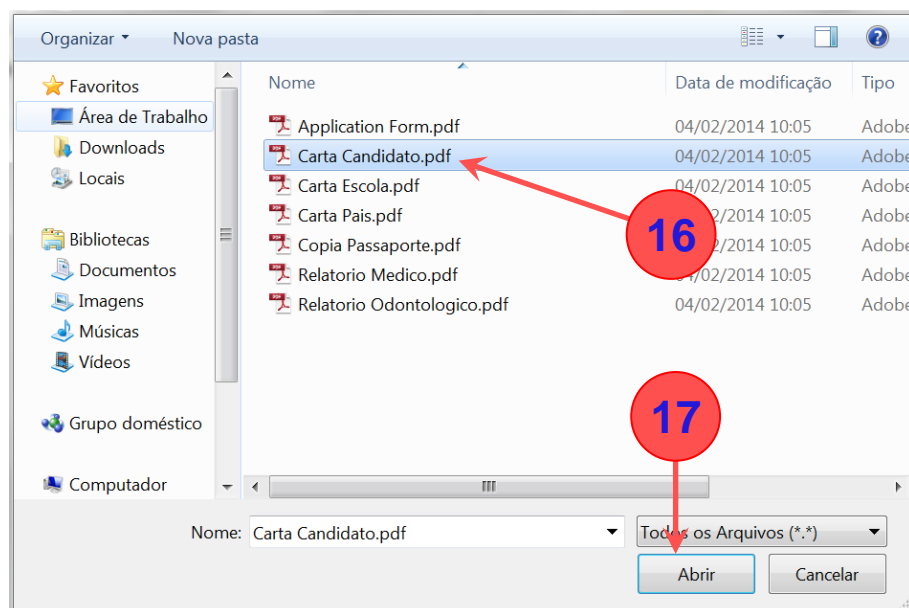 Organizar Nova pasta
Favoritos
Área de Trabalho
Downloads
Locais
Bibliotecas
Documentos
Imagens
Músicas
Vídeos
Grupo doméstico
Computador
Nome Data de modificação Tipo
Application Form.pdf 04/02/2014 10:05 Adobe
Carta Candidato.pdf 04/02/2014 10:05 Adobe
Carta Escola.pdf 04/02/2014 10:05 Adobe
Carta Pais.pdf 2/2014 10:05 Adobe
Copia Passaporte.pdf 2/2014 10:05 Adobe
Relatorio Medico.pdf 04/02/2014 10:05 Adobe
Relatorio Odontologico.pdf 04/02/2014 10:05 Adobe
16
17
Nome: Carta Candidato.pdf Todos os Arquivos (*.*)
Abrir Cancelar